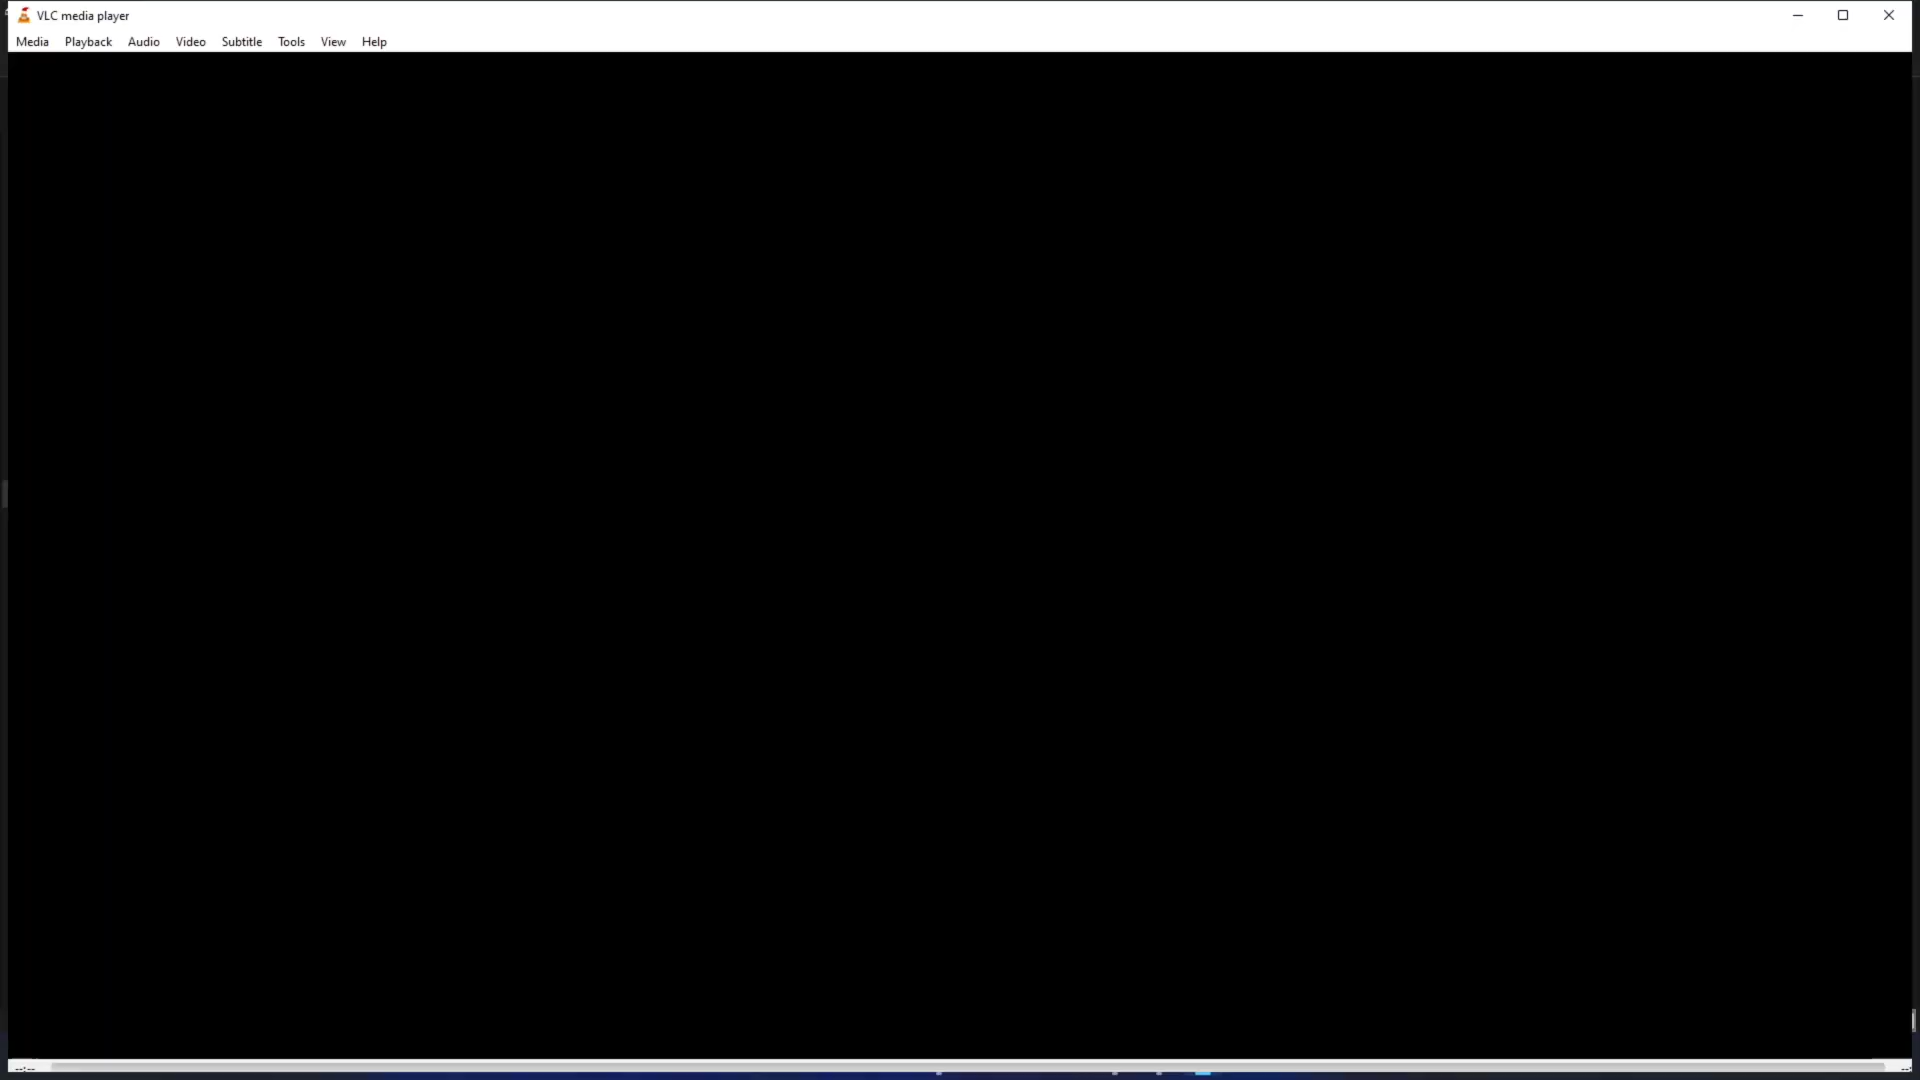 VLC media player
Media Playback Audio Video Subtitle Tools View Help
--:-- --: